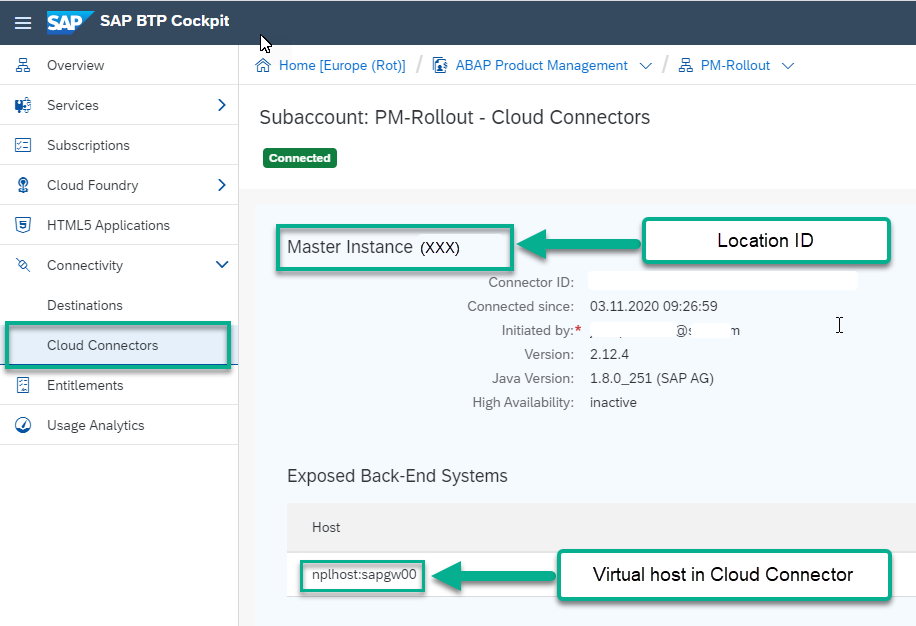 SAP SAP BTP Cockpit
Overview
Services
Subscriptions
Cloud Foundry
HTML5 Applications
Connectivity
Destinations
Cloud Connectors
Entitlements
Usage Analytics
Home [Europe (Rot)] / ABAP Product Management / PM-Rollout
Subaccount: PM-Rollout - Cloud Connectors
Connected
Master Instance (XXX)
Location ID
Connector ID:
Connected since: 03.11.2020 09:26:59
Initiated by:* @
Version: 2.12.4
Java Version: 1.8.0_251 (SAP AG)
High Availability: inactive
Exposed Back-End Systems
Host
nplhost:sapgw00
Virtual host in Cloud Connector